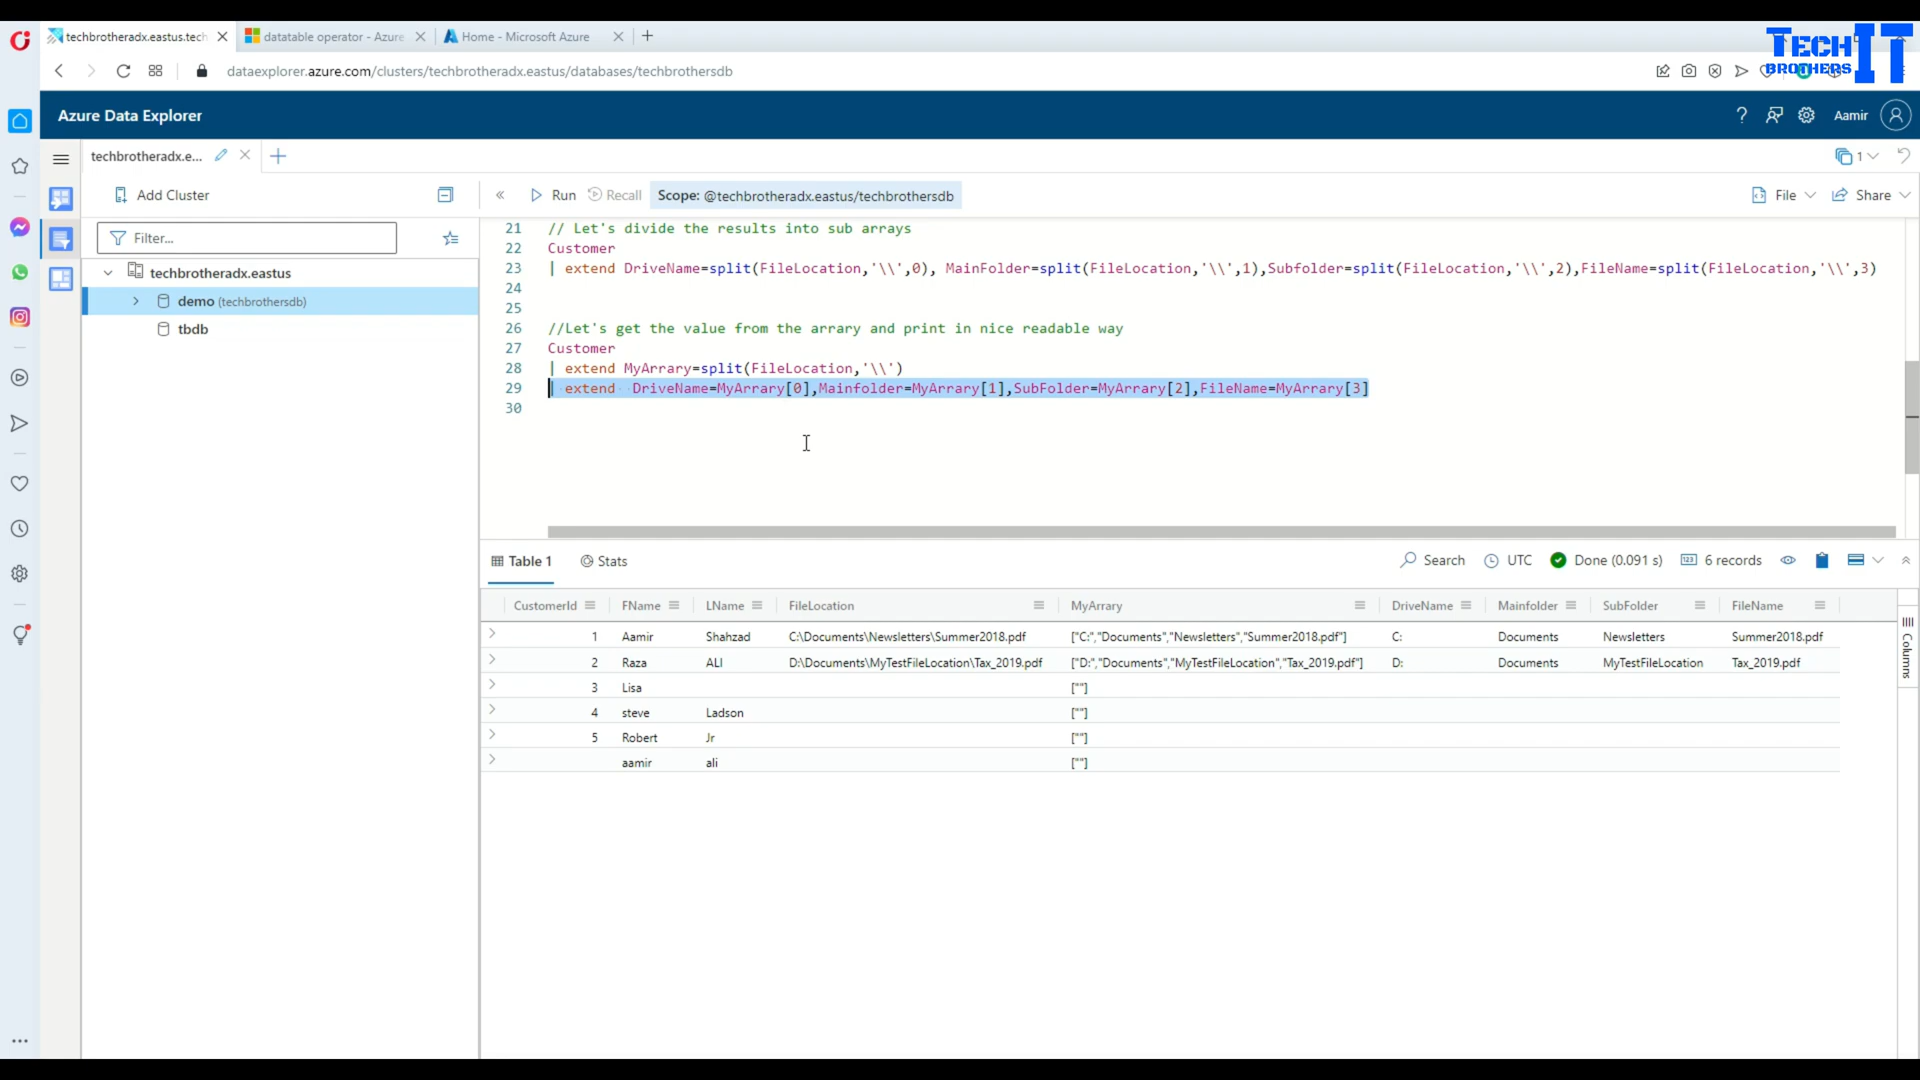 techbrotheradx.eastus.tech
datatable operator - Azure
Home - Microsoft Azure
TECH IT
BROTHERS
dataexplorer.azure.com/clusters/techbrotheradx.eastus/databases/techbrothersdb
Azure Data Explorer
? Aamir
techbrotheradx.e...
1
Add Cluster
Run Recall Scope: @techbrotheradx.eastus/techbrothersdb File Share
Filter...
techbrotheradx.eastus
demo (techbrothersdb)
tbdb
21 // Let's divide the results into sub arrays
22 Customer
23 | extend DriveName=split(FileLocation,'\\',0), MainFolder=split(FileLocation,'\\',1),Subfolder=split(FileLocation,'\\',2),FileName=split(FileLocation,'\\',3)
24
25
26 //Let's get the value from the arrary and print in nice readable way
27 Customer
28 | extend MyArrary=split(FileLocation,'\\')
29 | extend  DriveName=MyArrary[0],Mainfolder=MyArrary[1],SubFolder=MyArrary[2],FileName=MyArrary[3]
30
Table 1 Stats Search UTC Done (0.091 s) 6 records
CustomerId FName LName FileLocation MyArrary DriveName Mainfolder SubFolder FileName
1 Aamir Shahzad C:\Documents\Newsletters\Summer2018.pdf ["C:","Documents","Newsletters","Summer2018.pdf"] C: Documents Newsletters Summer2018.pdf
2 Raza ALI D:\Documents\MyTestFileLocation\Tax_2019.pdf ["D:","Documents","MyTestFileLocation","Tax_2019.pdf"] D: Documents MyTestFileLocation Tax_2019.pdf
3 Lisa [""]
4 steve Ladson [""]
5 Robert Jr [""]
aamir ali [""]
Columns